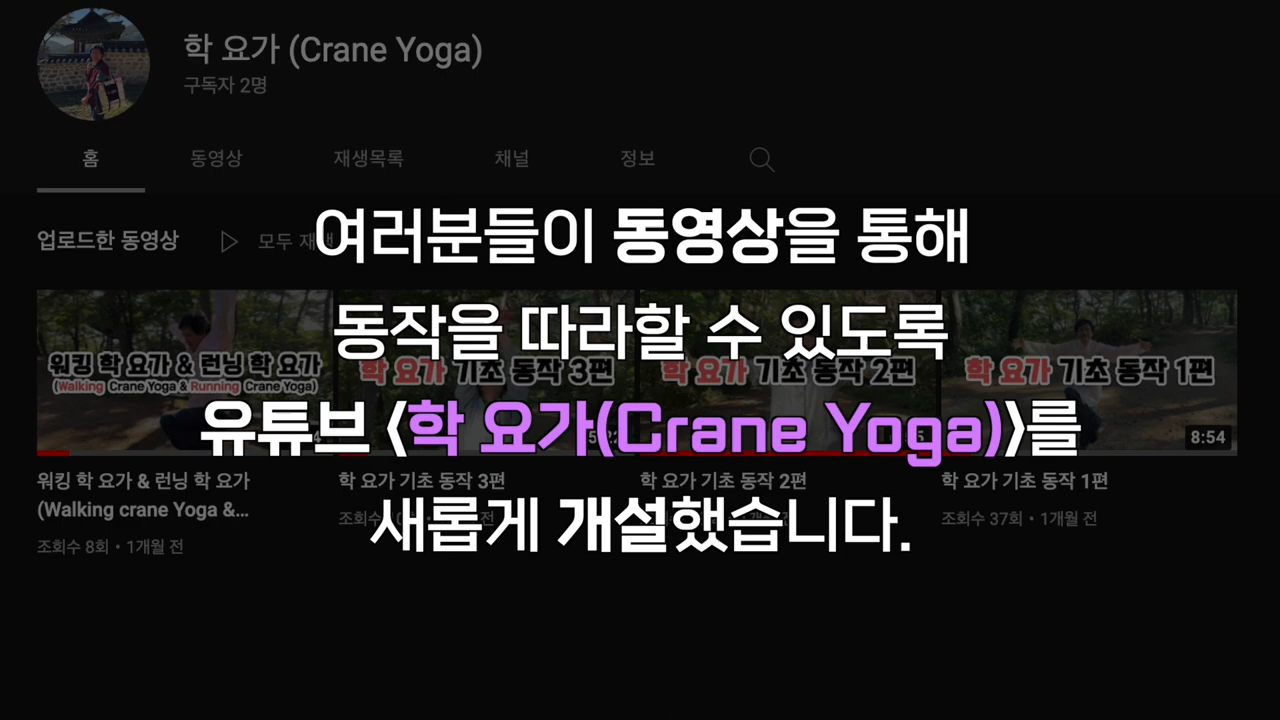 학 요가 (Crane Yoga)
구독자 2명
홈 동영상 재생목록 채널 정보
업로드한 동영상 모두
여러분들이 동영상을 통해
동작을 따라할 수 있도록
유튜브 〈학 요가(Crane Yoga)〉를
새롭게 개설했습니다.
워킹 학 요가 & 런닝 학 요가
(Walking Crane Yoga & Running Crane Yoga)
학 요가 기초 동작 3편
학 요가 기초 동작 2편
학 요가 기초 동작 1편
8:54
워킹 학 요가 & 런닝 학 요가
(Walking crane Yoga &...
조회수 8회 • 1개월 전
학 요가 기초 동작 3편
조회수
학 요가 기초 동작 2편
학 요가 기초 동작 1편
조회수 37회 • 1개월 전